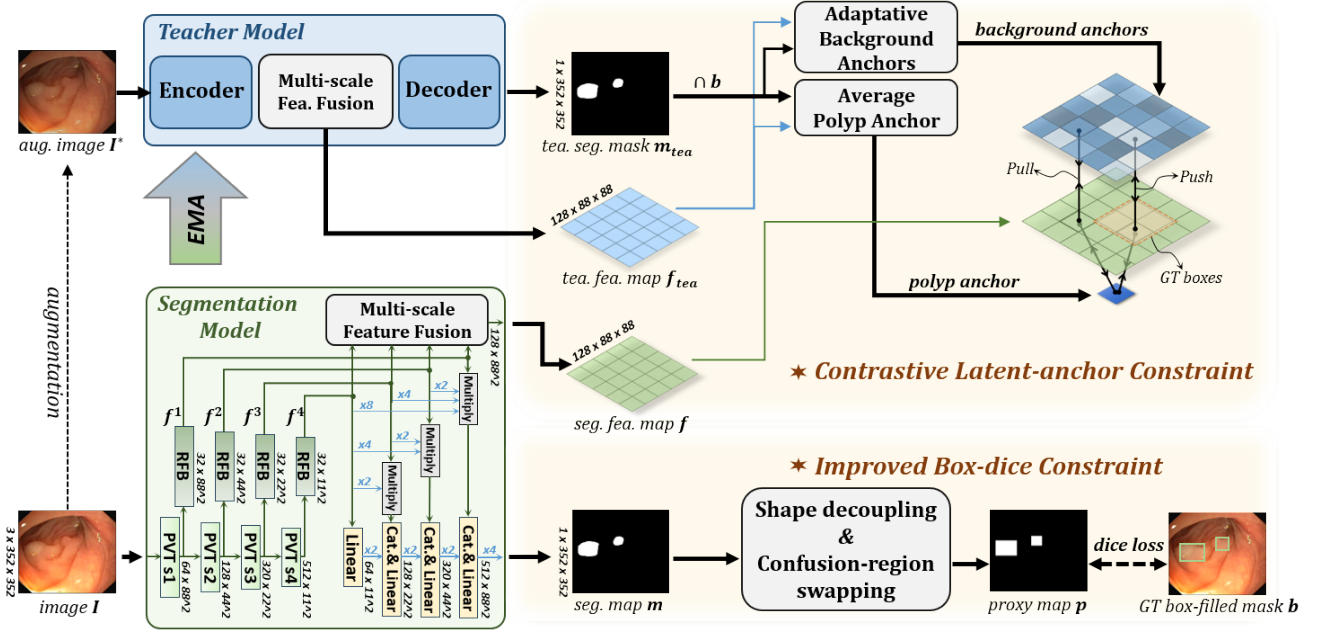 Teacher Model
Encoder
Multi-scale
Fea. Fusion
Decoder
aug. image I*
1 x 352 x 352
tea. seg. mask m_tea
∩ b
Adaptative
Background
Anchors
Average
Polyp Anchor
background anchors
Pull
Push
GT boxes
polyp anchor
128 x 88 x 88
tea. fea. map f_tea
EMA
augmentation
Segmentation
Model
Multi-scale
Feature Fusion
128 x 88^2
128 x 88 x 88
seg. fea. map f
✶ Contrastive Latent-anchor Constraint
f^1
f^2
f^3
f^4
RFB
32 x 88^2
RFB
32 x 44^2
RFB
32 x 22^2
RFB
32 x 11^2
x2
x4
x8
Multiply
x2
x4
Multiply
x2
Multiply
PVT s1
64 x 88^2
PVT s2
128 x 44^2
PVT s3
320 x 22^2
PVT s4
512 x 11^2
Linear
x2
64 x 11^2
Cat.& Linear
x2
128 x 22^2
Cat.& Linear
x2
320 x 44^2
Cat.& Linear
x4
512 x 88^2
3 x 352 x 352
image I
1 x 352 x 352
seg. map m
✶ Improved Box-dice Constraint
Shape decoupling
&
Confusion-region
swapping
proxy map p
dice loss
GT box-filled mask b